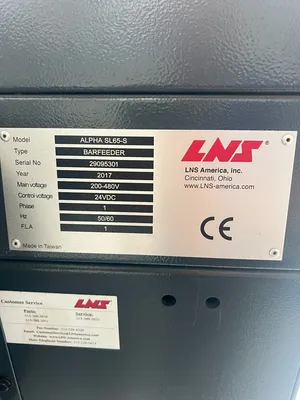 Model ALPHA SL65-S
Type BARFEEDER
Serial No 29095301
Year 2017
Main voltage 200-480V
Control voltage 24VDC
Phase 1
Hz 50/60
FLA 1
Made in Taiwan
LNS®
LNS America, Inc.
Cincinnati, Ohio
www.LNS-america.com
CE
Customer Service
LNS
Parts:
Service: